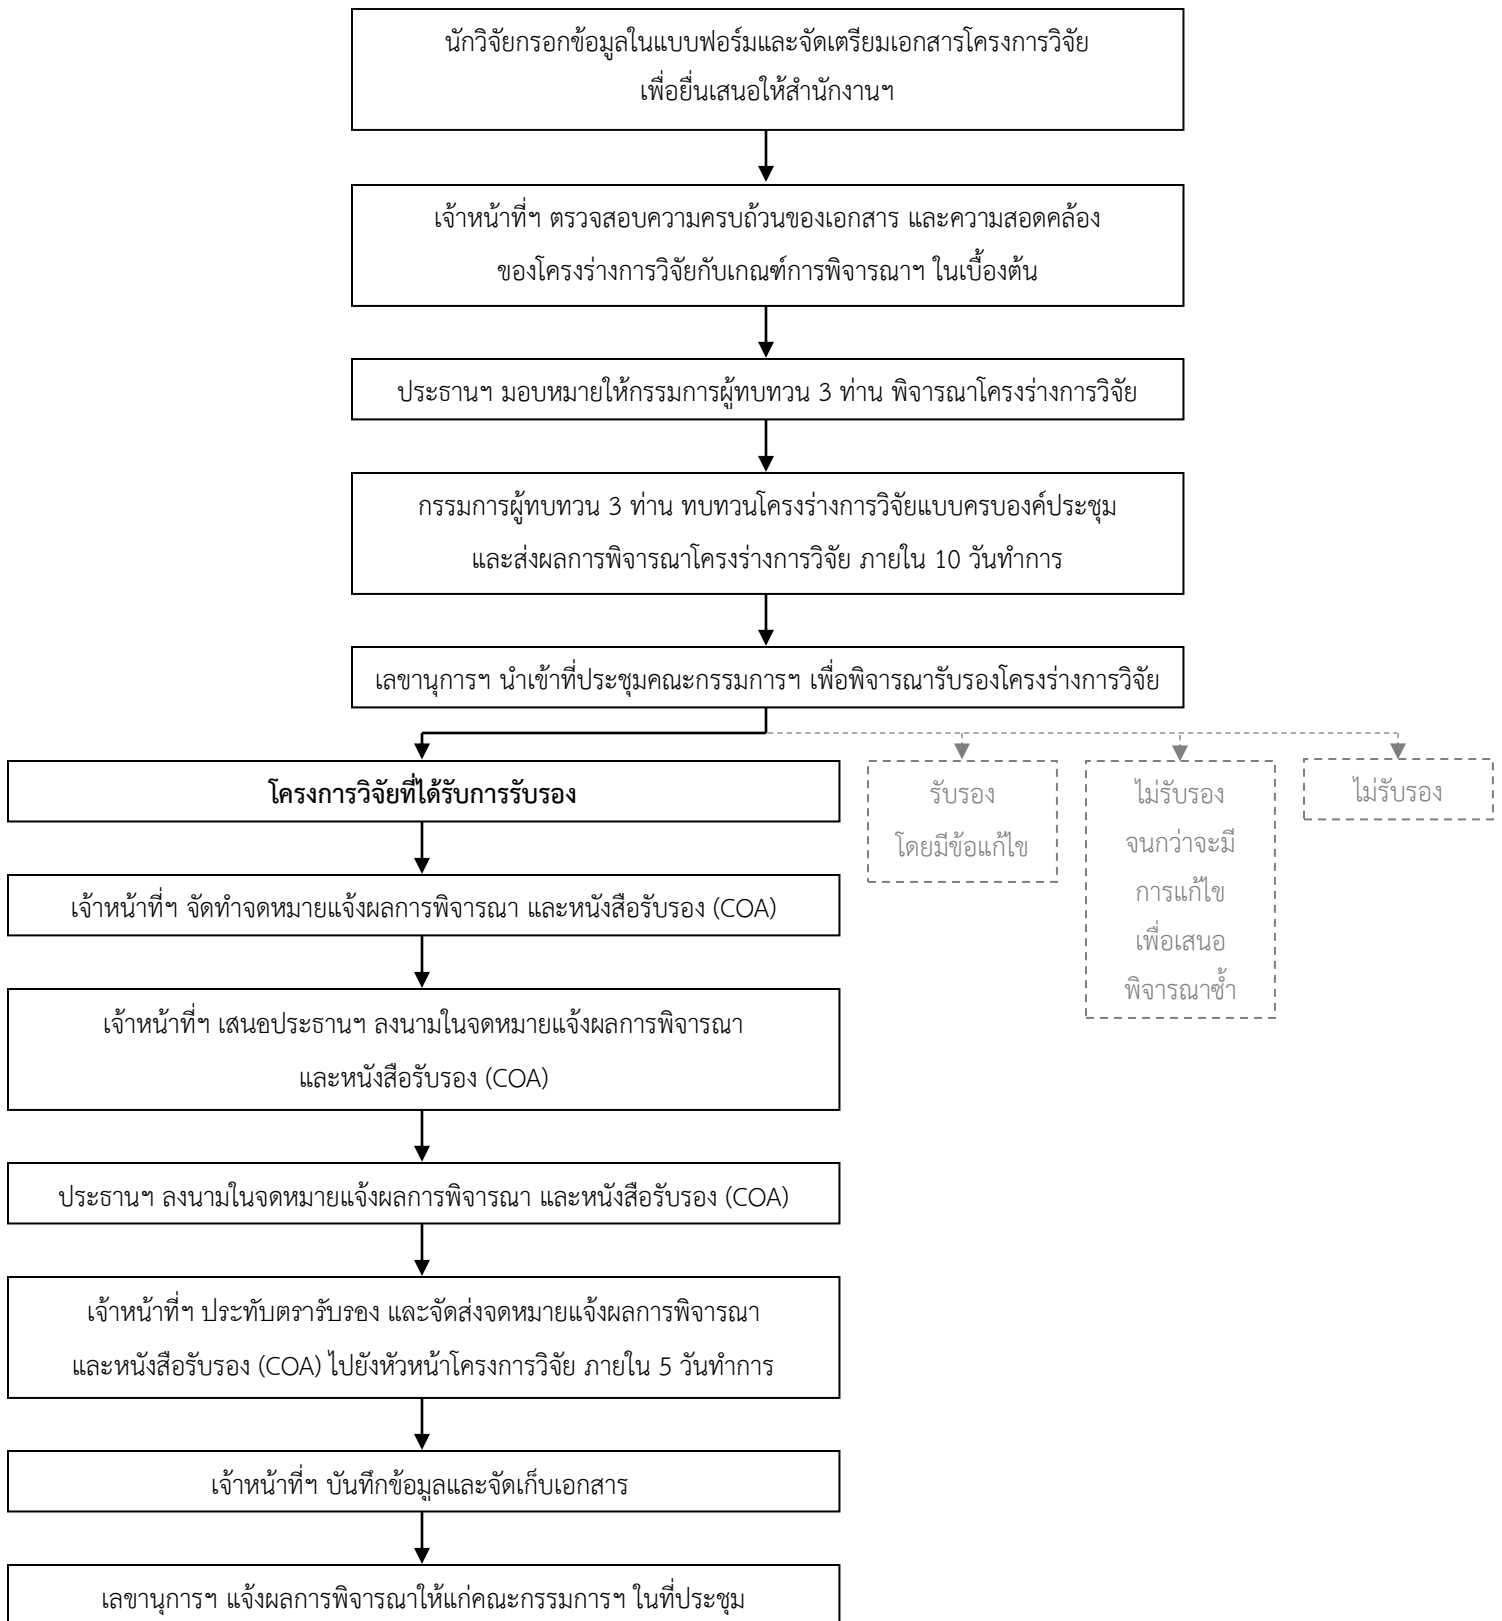 นักวิจัยกรอกข้อมูลในแบบฟอร์มและจัดเตรียมเอกสารโครงการวิจัย
เพื่อยื่นเสนอให้สำนักงานฯ
เจ้าหน้าที่ฯ ตรวจสอบความครบถ้วนของเอกสาร และความสอดคล้อง
ของโครงร่างการวิจัยกับเกณฑ์การพิจารณาฯ ในเบื้องต้น
ประธานฯ มอบหมายให้กรรมการผู้ทบทวน 3 ท่าน พิจารณาโครงร่างการวิจัย
กรรมการผู้ทบทวน 3 ท่าน ทบทวนโครงร่างการวิจัยแบบครบองค์ประชุม
และส่งผลการพิจารณาโครงร่างการวิจัย ภายใน 10 วันทำการ
เลขานุการฯ นำเข้าที่ประชุมคณะกรรมการฯ เพื่อพิจารณารับรองโครงร่างการวิจัย
โครงการวิจัยที่ได้รับการรับรอง
รับรอง
โดยมีข้อแก้ไข
ไม่รับรอง
จนกว่าจะมี
การแก้ไข
เพื่อเสนอ
พิจารณาซ้ำ
ไม่รับรอง
เจ้าหน้าที่ฯ จัดทำจดหมายแจ้งผลการพิจารณา และหนังสือรับรอง (COA)
เจ้าหน้าที่ฯ เสนอประธานฯ ลงนามในจดหมายแจ้งผลการพิจารณา
และหนังสือรับรอง (COA)
ประธานฯ ลงนามในจดหมายแจ้งผลการพิจารณา และหนังสือรับรอง (COA)
เจ้าหน้าที่ฯ ประทับตรารับรอง และจัดส่งจดหมายแจ้งผลการพิจารณา
และหนังสือรับรอง (COA) ไปยังหัวหน้าโครงการวิจัย ภายใน 5 วันทำการ
เจ้าหน้าที่ฯ บันทึกข้อมูลและจัดเก็บเอกสาร
เลขานุการฯ แจ้งผลการพิจารณาให้แก่คณะกรรมการฯ ในที่ประชุม